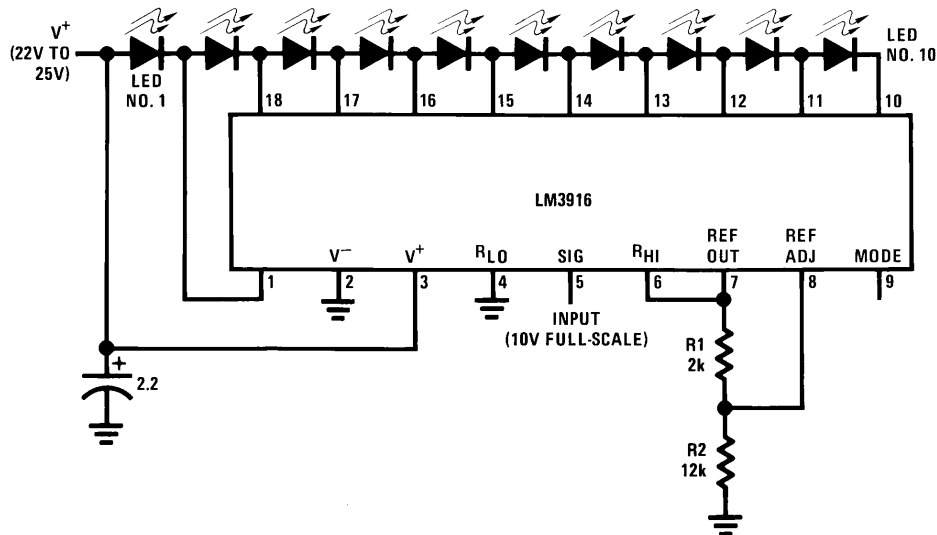 V+
(22V TO
25V)
LED
NO. 1
LED
NO. 10
18
17
16
15
14
13
12
11
10
LM3916
V−
V+
RLO
SIG
RHI
REF
OUT
REF
ADJ
MODE
1
2
3
4
5
6
7
8
9
INPUT
(10V FULL-SCALE)
+
2.2
R1
2k
R2
12k